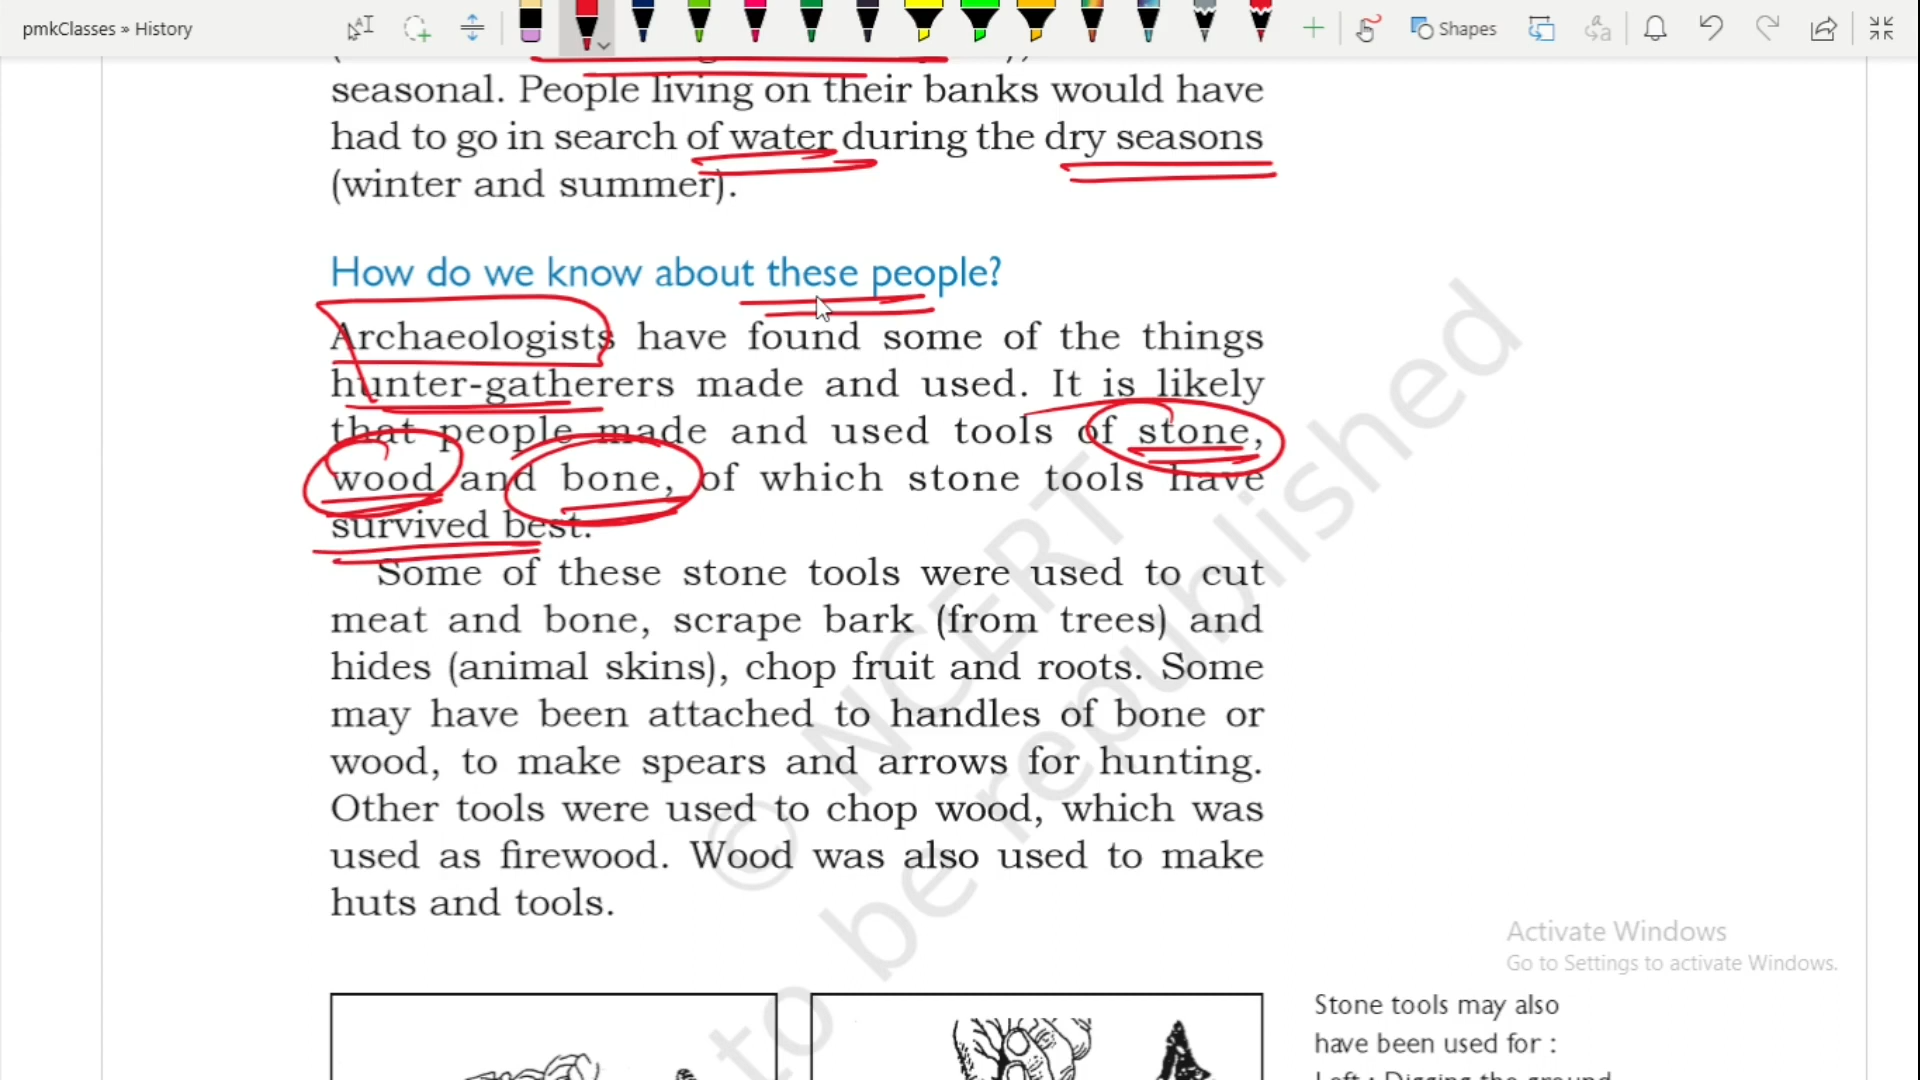 pmkClasses » History
Shapes
seasonal. People living on their banks would have
had to go in search of water during the dry seasons
(winter and summer).
How do we know about these people?
Archaeologists have found some of the things
hunter-gatherers made and used. It is likely
that people made and used tools of stone,
wood and bone, of which stone tools have
survived best.
Some of these stone tools were used to cut
meat and bone, scrape bark (from trees) and
hides (animal skins), chop fruit and roots. Some
may have been attached to handles of bone or
wood, to make spears and arrows for hunting.
Other tools were used to chop wood, which was
used as firewood. Wood was also used to make
huts and tools.
© NCERT
to be republished
Activate Windows
Go to Settings to activate Windows.
Stone tools may also
have been used for :
Left : Digging the ground